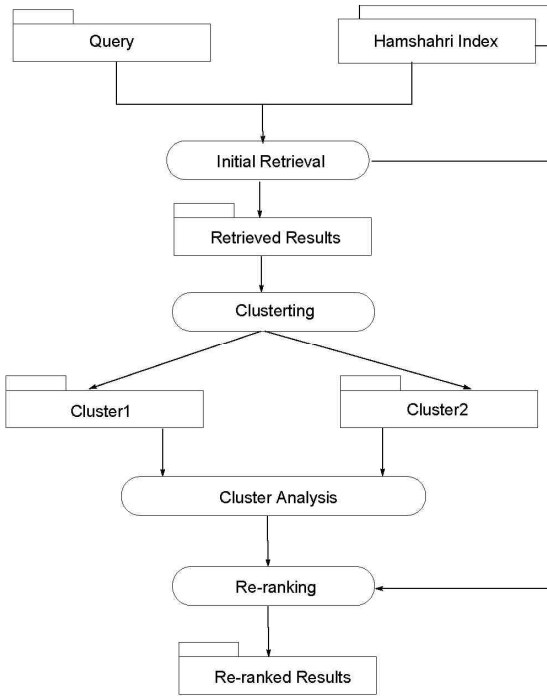 Query
Hamshahri Index
Initial Retrieval
Retrieved Results
Clusterting
Cluster1
Cluster2
Cluster Analysis
Re-ranking
Re-ranked Results